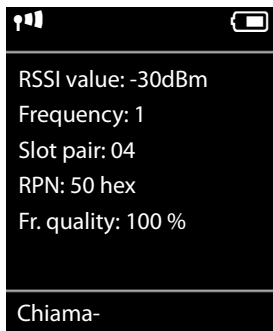 RSSI value: -30dBm
Frequency: 1
Slot pair: 04
RPN: 50 hex
Fr. quality: 100 %
Chiama-